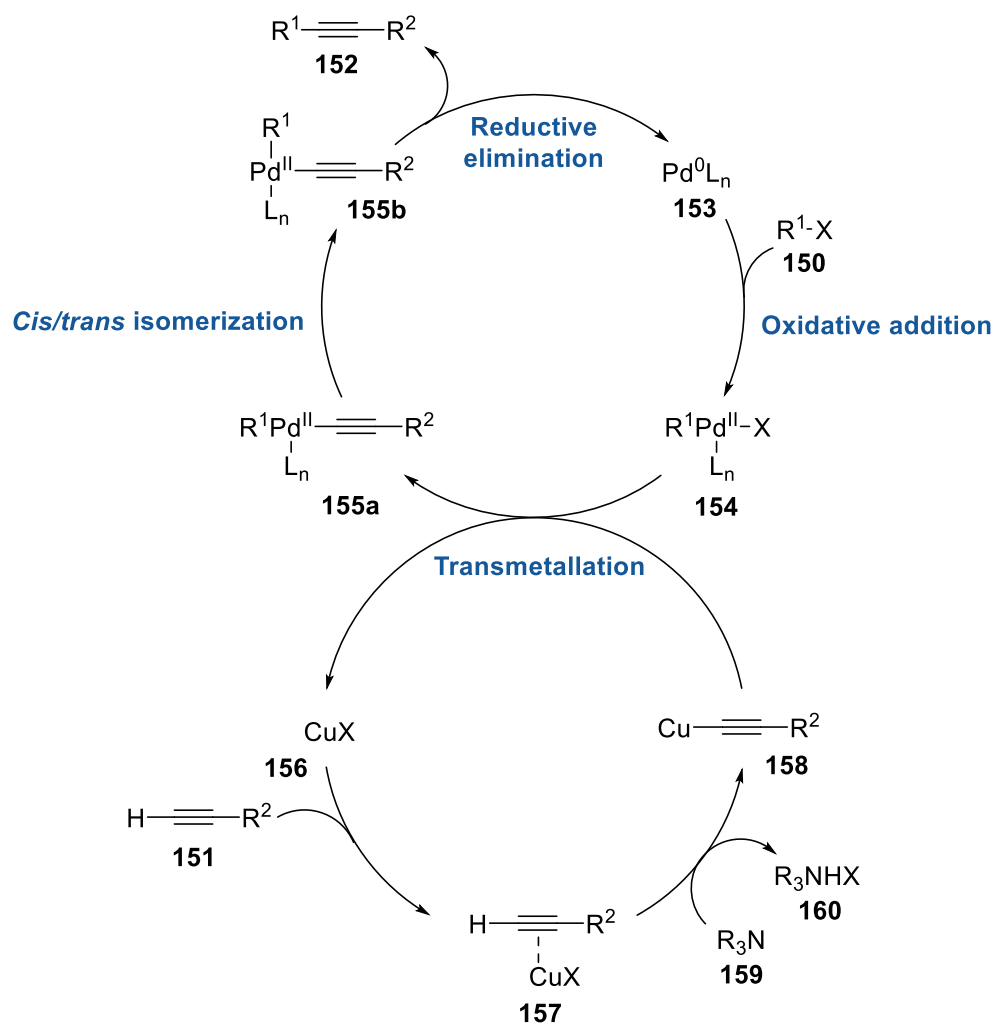 R¹ R²
152
R¹
Pdᴵᴵ R²
Lₙ
155b
Reductive
elimination
Pd⁰Lₙ
153
R¹-X
150
Cis/trans isomerization
Oxidative addition
R¹Pdᴵᴵ R²
Lₙ
155a
R¹Pdᴵᴵ-X
Lₙ
154
Transmetallation
CuX
156
Cu R²
158
H R²
151
R₃NHX
160
H R²
CuX
157
R₃N
159